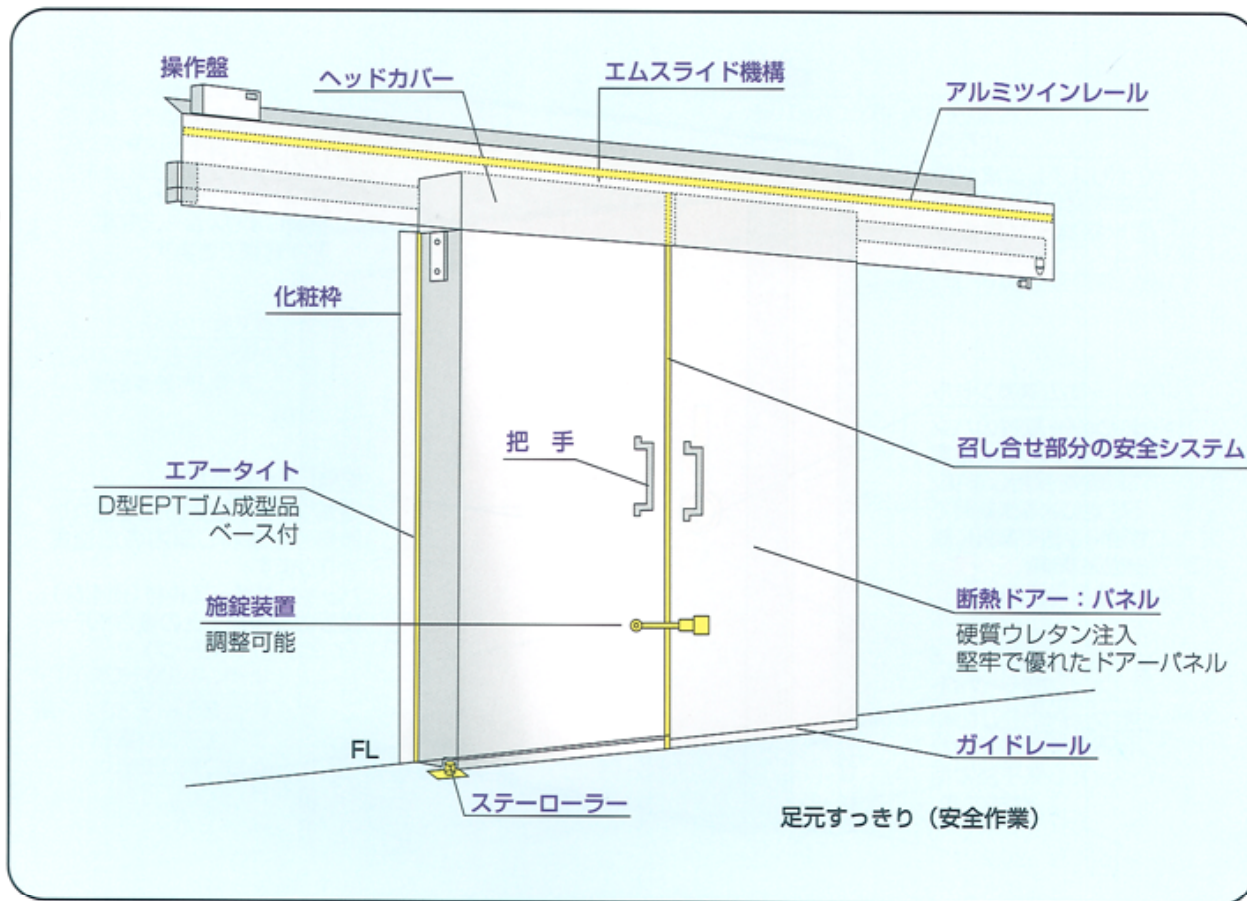 操作盤
ヘッドカバー
エムスライド機構
アルミツインレール
化粧枠
把 手
召し合せ部分の安全システム
エアータイト
D型EPTゴム成型品
ベース付
施錠装置
調整可能
断熱ドアー：パネル
硬質ウレタン注入
堅牢で優れたドアーパネル
FL
ガイドレール
ステーローラー
足元すっきり（安全作業）